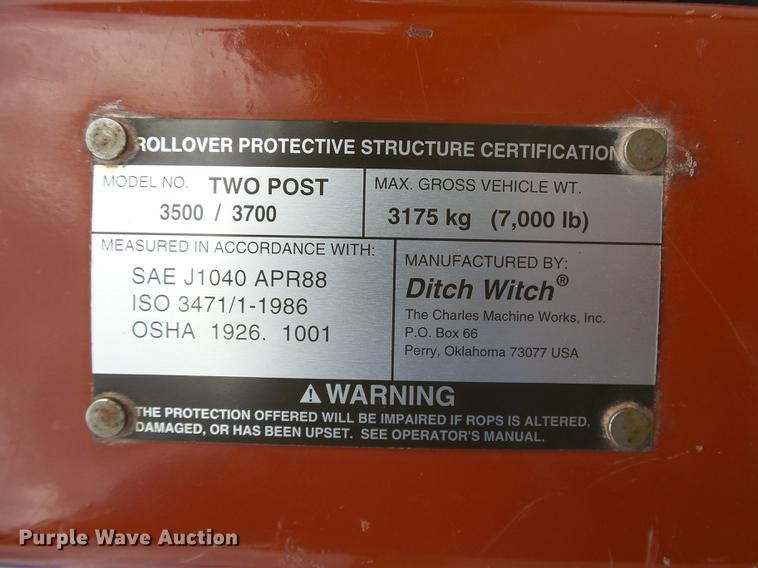 ROLLOVER PROTECTIVE STRUCTURE CERTIFICATION
MODEL NO. TWO POST
3500 / 3700
MAX. GROSS VEHICLE WT.
3175 kg (7,000 lb)
MEASURED IN ACCORDANCE WITH:
SAE J1040 APR88
ISO 3471/1-1986
OSHA 1926. 1001
MANUFACTURED BY:
Ditch Witch®
The Charles Machine Works, Inc.
P.O. Box 66
Perry, Oklahoma 73077 USA
⚠WARNING
THE PROTECTION OFFERED WILL BE IMPAIRED IF ROPS IS ALTERED,
DAMAGED, OR HAS BEEN UPSET. SEE OPERATOR'S MANUAL.
Purple Wave Auction